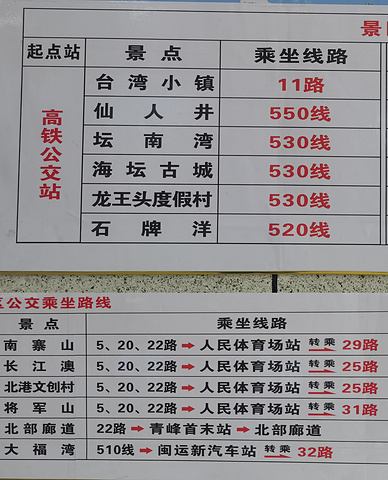 景
起点站 景点 乘坐线路
高铁公交站
台湾小镇 11路
仙人井 550线
坛南湾 530线
海坛古城 530线
龙王头度假村 530线
石牌洋 520线
公交乘坐路线
景点 乘坐线路
南寨山 5、20、22路➡人民体育场站 转乘 29路
长江澳 5、20、22路➡人民体育场站 转乘 25路
北港文创村 5、20、22路➡人民体育场站 转乘 25路
将军山 5、20、22路➡人民体育场站 转乘 31路
北部廊道 22路➡青峰首末站➡北部廊道
大福湾 510线➡闽运新汽车站 转乘 32路